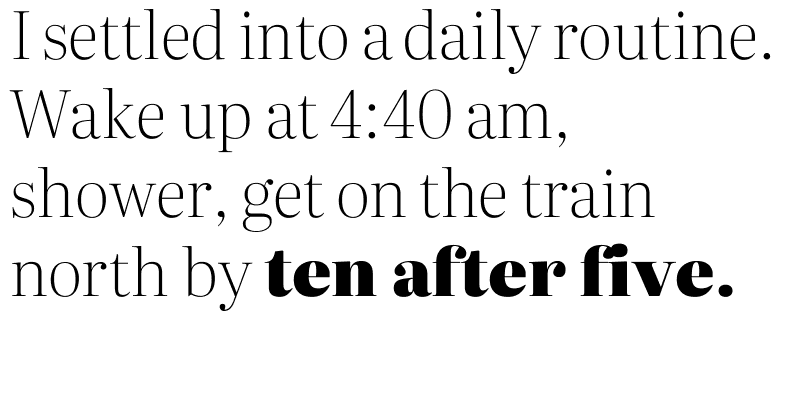 I settled into a daily routine.
Wake up at 4:40 am,
shower, get on the train
north by ten after five.